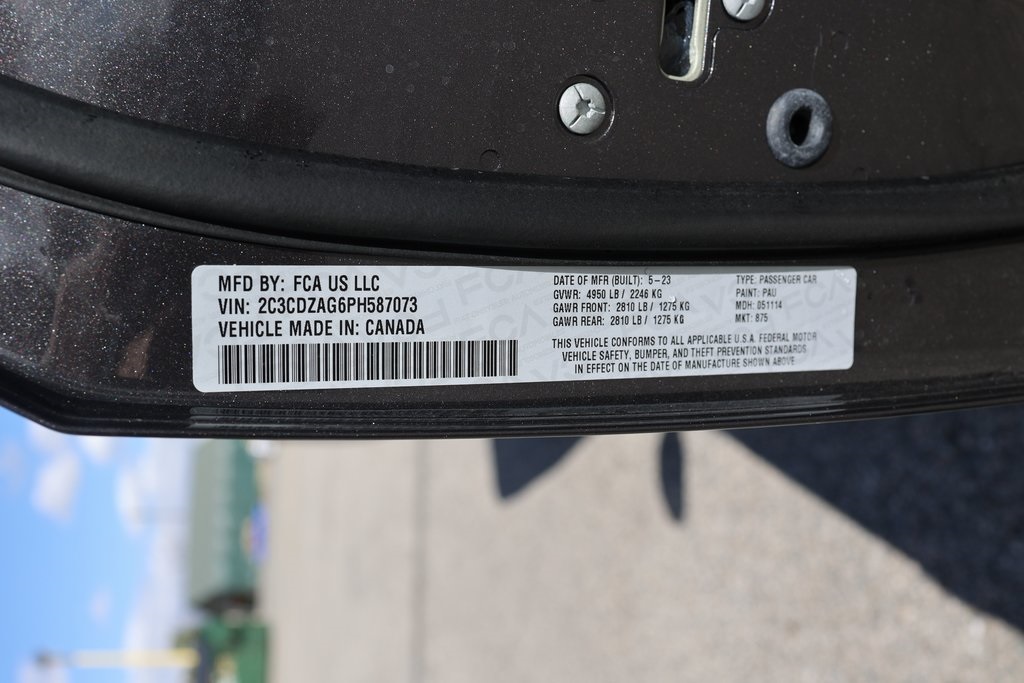 MFD BY: FCA US LLC
VIN: 2C3CDZAG6PH587073
VEHICLE MADE IN: CANADA
DATE OF MFR (BUILT): 5-23
GVWR: 4950 LB / 2246 KG
GAWR FRONT: 2810 LB / 1275 KG
GAWR REAR: 2810 LB / 1275 KG
TYPE: PASSENGER CAR
PAINT: PAU
MDH: 051114
MKT: 875
THIS VEHICLE CONFORMS TO ALL APPLICABLE U.S.A. FEDERAL MOTOR
VEHICLE SAFETY, BUMPER, AND THEFT PREVENTION STANDARDS
IN EFFECT ON THE DATE OF MANUFACTURE SHOWN ABOVE